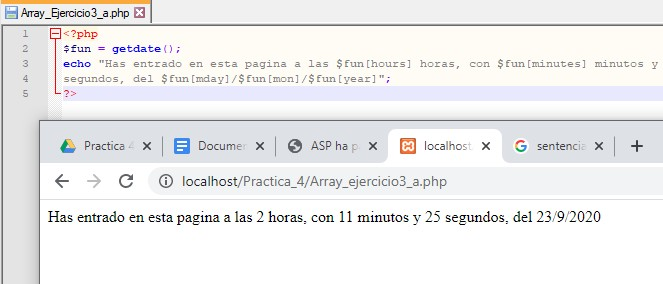 Array_Ejercicio3_a.php
1 <?php
2 $fun = getdate();
3 echo "Has entrado en esta pagina a las $fun[hours] horas, con $fun[minutes] minutos y
4 segundos, del $fun[mday]/$fun[mon]/$fun[year]";
5 ?>
Practica 4 Documen ASP ha p localhost sentencia
localhost/Practica_4/Array_ejercicio3_a.php
Has entrado en esta pagina a las 2 horas, con 11 minutos y 25 segundos, del 23/9/2020